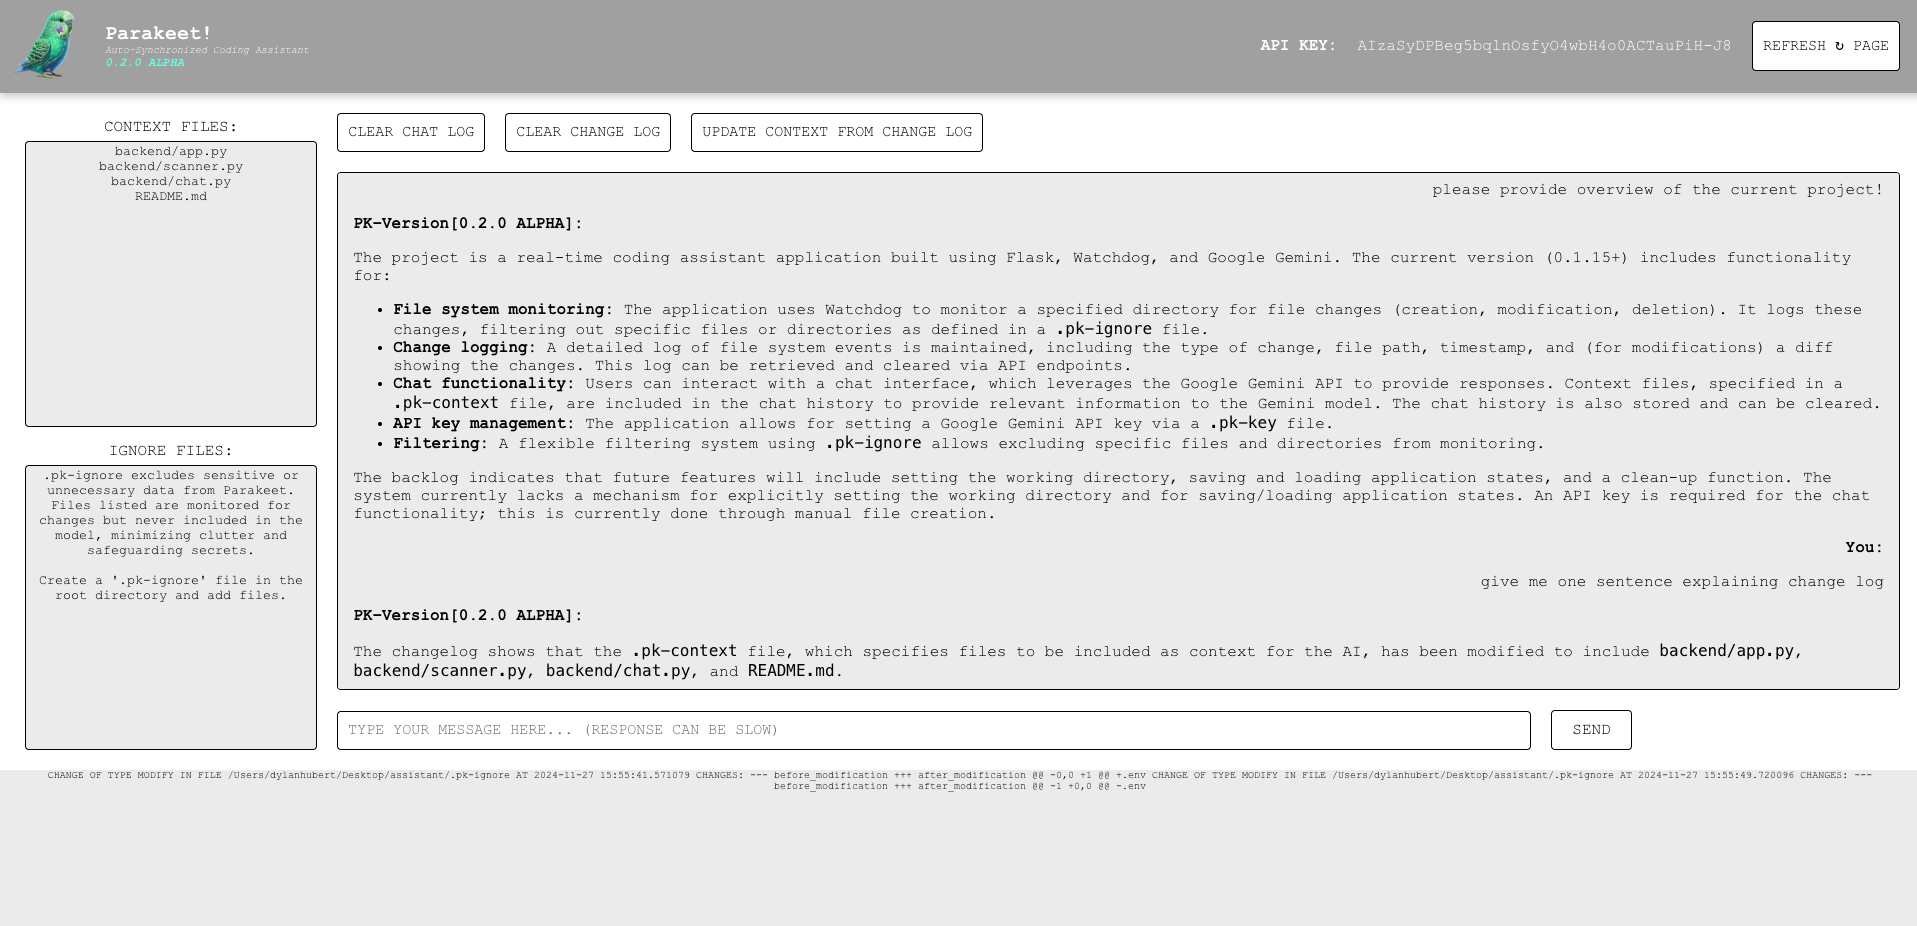 Parakeet!
Auto-Synchronized Coding Assistant
0.2.0 ALPHA
API KEY: AIzaSyDPBeg5bqlnOsfyO4wbH4o0ACTauPiH-J8
REFRESH ↻ PAGE
CONTEXT FILES:
backend/app.py
backend/scanner.py
backend/chat.py
README.md
IGNORE FILES:
.pk-ignore excludes sensitive or
unnecessary data from Parakeet.
Files listed are monitored for
changes but never included in the
model, minimizing clutter and
safeguarding secrets.
Create a '.pk-ignore' file in the
root directory and add files.
CLEAR CHAT LOG
CLEAR CHANGE LOG
UPDATE CONTEXT FROM CHANGE LOG
please provide overview of the current project!
PK-Version[0.2.0 ALPHA]:
The project is a real-time coding assistant application built using Flask, Watchdog, and Google Gemini. The current version (0.1.15+) includes functionality
for:
• File system monitoring: The application uses Watchdog to monitor a specified directory for file changes (creation, modification, deletion). It logs these
changes, filtering out specific files or directories as defined in a .pk-ignore file.
• Change logging: A detailed log of file system events is maintained, including the type of change, file path, timestamp, and (for modifications) a diff
showing the changes. This log can be retrieved and cleared via API endpoints.
• Chat functionality: Users can interact with a chat interface, which leverages the Google Gemini API to provide responses. Context files, specified in a
.pk-context file, are included in the chat history to provide relevant information to the Gemini model. The chat history is also stored and can be cleared.
• API key management: The application allows for setting a Google Gemini API key via a .pk-key file.
• Filtering: A flexible filtering system using .pk-ignore allows excluding specific files and directories from monitoring.
The backlog indicates that future features will include setting the working directory, saving and loading application states, and a clean-up function. The
system currently lacks a mechanism for explicitly setting the working directory and for saving/loading application states. An API key is required for the chat
functionality; this is currently done through manual file creation.
You:
give me one sentence explaining change log
PK-Version[0.2.0 ALPHA]:
The changelog shows that the .pk-context file, which specifies files to be included as context for the AI, has been modified to include backend/app.py,
backend/scanner.py, backend/chat.py, and README.md.
TYPE YOUR MESSAGE HERE... (RESPONSE CAN BE SLOW)
SEND
CHANGE OF TYPE MODIFY IN FILE /Users/dylanhubert/Desktop/assistant/.pk-ignore AT 2024-11-27 15:55:41.571079 CHANGES: --- before_modification +++ after_modification @@ -0,0 +1 @@ +.env CHANGE OF TYPE MODIFY IN FILE /Users/dylanhubert/Desktop/assistant/.pk-ignore AT 2024-11-27 15:55:49.720096 CHANGES: ---
before_modification +++ after_modification @@ -1 +0,0 @@ -.env